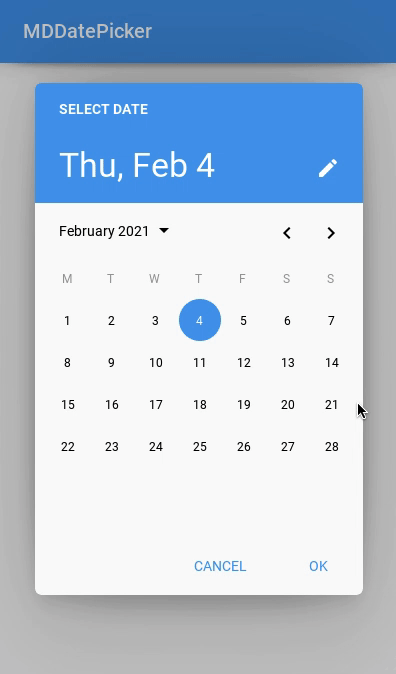 MDDatePicker
SELECT DATE
Thu, Feb 4
February 2021
M T W T F S S
1 2 3 4 5 6 7
8 9 10 11 12 13 14
15 16 17 18 19 20 21
22 23 24 25 26 27 28
CANCEL OK